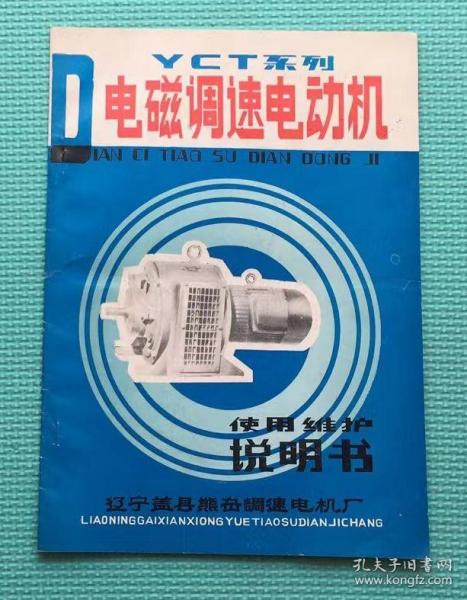 YCT系列
电磁调速电动机
DIAN CI TIAO SU DIAN DONG JI
使用维护
说明书
辽宁盖县熊岳調速电机厂
LIAONINGGAIXIANXIONGYUETIAOSUDIANJICHANG
孔夫子旧书网
www.kongfz.com